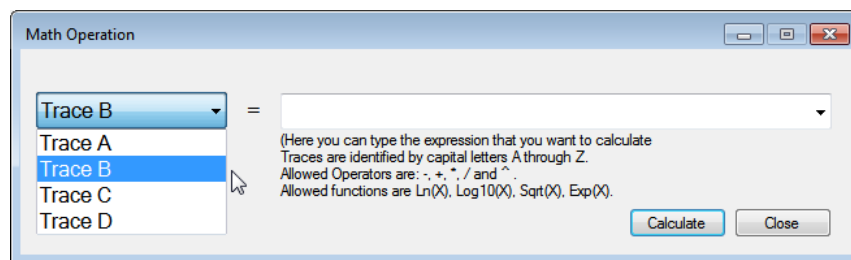 Math Operation
Trace B =
Trace A
Trace B
Trace C
Trace D
(Here you can type the expression that you want to calculate
Traces are identified by capital letters A through Z.
Allowed Operators are: -, +, *, / and ^ .
Allowed functions are Ln(X), Log10(X), Sqrt(X), Exp(X).
Calculate Close